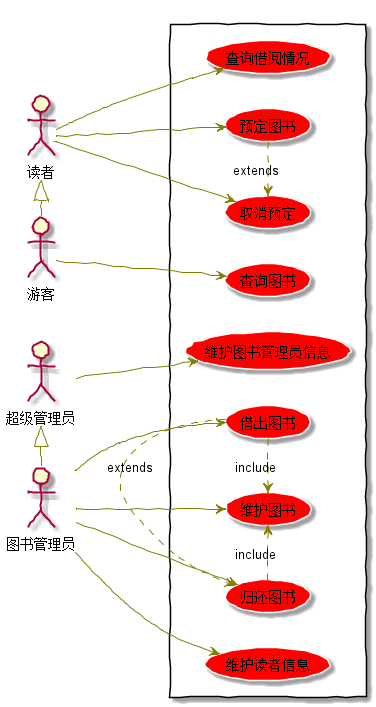 查询借阅情况
预定图书
读者
extends
取消预定
查询图书
游客
维护图书管理员信息
超级管理员
借出图书
extends
include
维护图书
图书管理员
include
归还图书
维护读者信息